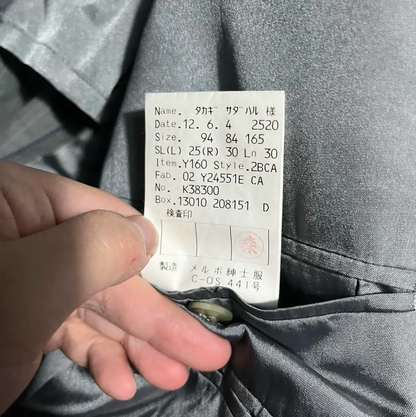 Name. ﾀｶｷﾞ ｻﾀﾞﾊﾙ 様
Date.12. 6. 4 2520
Size. 94 84 165
SL(L) 25(R) 30 Ln 30
Item.Y160 Style.2BCA
Fab. 02 Y24551E CA
No. K38300
Box.13010 208151 D
検査印
メルボ紳士服
C-OS 441号